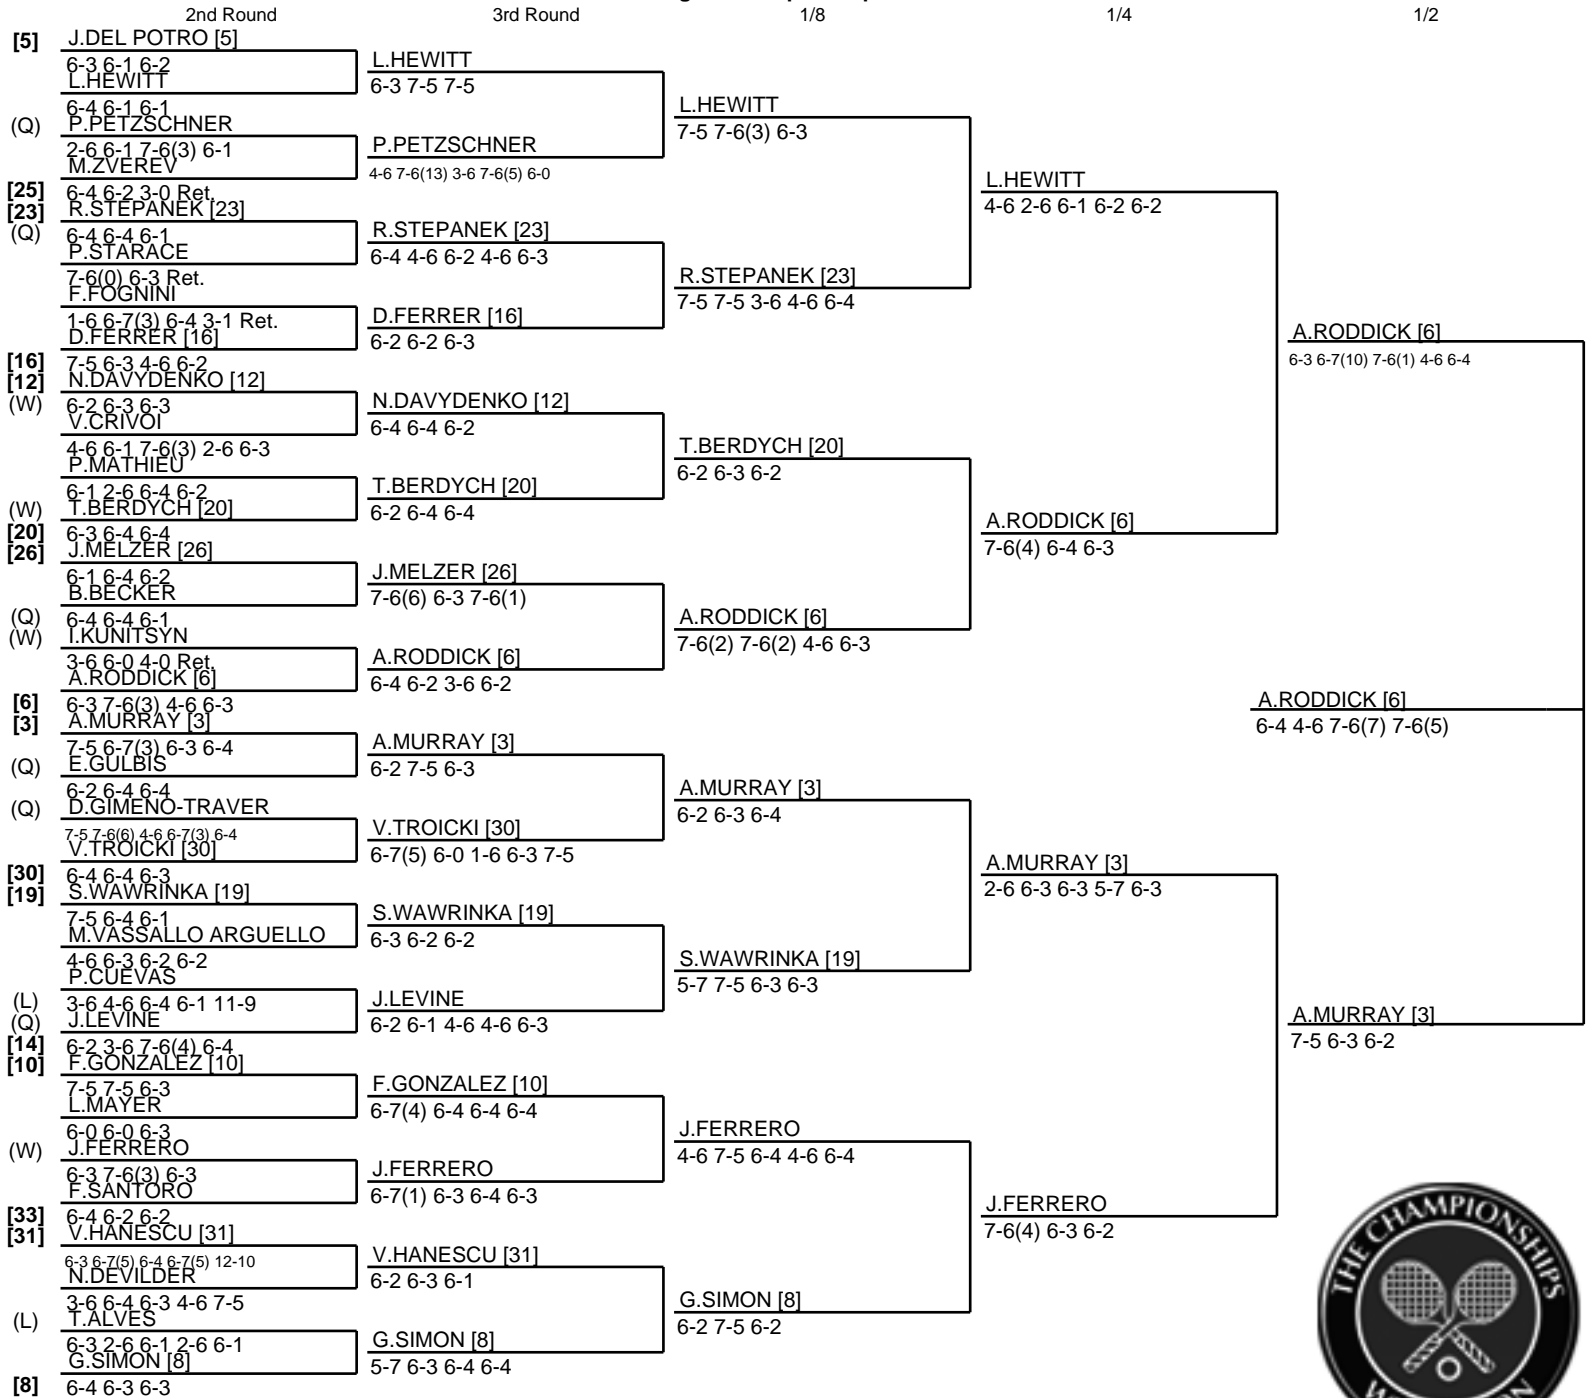 2nd Round 3rd Round 1/8 1/4 1/2
[5] J.DEL POTRO [5]
6-3 6-1 6-2
L.HEWITT
6-4 6-1 6-1
(Q) P.PETZSCHNER
2-6 6-1 7-6(3) 6-1
M.ZVEREV
[25] 6-4 6-2 3-0 Ret.
[23] R.STEPANEK [23]
(Q) 6-4 6-4 6-1
P.STARACE
7-6(0) 6-3 Ret.
F.FOGNINI
1-6 6-7(3) 6-4 3-1 Ret.
D.FERRER [16]
[16] 7-5 6-3 4-6 6-2
[12] N.DAVYDENKO [12]
(W) 6-2 6-3 6-3
V.CRIVOI
4-6 6-1 7-6(3) 2-6 6-3
P.MATHIEU
6-1 2-6 6-4 6-2
(W) T.BERDYCH [20]
[20] 6-3 6-4 6-4
[26] J.MELZER [26]
6-1 6-4 6-2
B.BECKER
(Q) 6-4 6-4 6-1
(W) I.KUNITSYN
3-6 6-0 4-0 Ret.
A.RODDICK [6]
[6] 6-3 7-6(3) 4-6 6-3
[3] A.MURRAY [3]
7-5 6-7(3) 6-3 6-4
(Q) E.GULBIS
6-2 6-4 6-4
(Q) D.GIMENO-TRAVER
7-5 7-6(6) 4-6 6-7(3) 6-4
V.TROICKI [30]
[30] 6-4 6-4 6-3
[19] S.WAWRINKA [19]
7-5 6-4 6-1
M.VASSALLO ARGUELLO
4-6 6-3 6-2 6-2
P.CUEVAS
(L) 3-6 4-6 6-4 6-1 11-9
(Q) J.LEVINE
[14] 6-2 3-6 7-6(4) 6-4
[10] F.GONZALEZ [10]
7-5 7-5 6-3
L.MAYER
6-0 6-0 6-3
(W) J.FERRERO
6-3 7-6(3) 6-3
F.SANTORO
[33] 6-4 6-2 6-2
[31] V.HANESCU [31]
6-3 6-7(5) 6-4 6-7(5) 12-10
N.DEVILDER
3-6 6-4 6-3 4-6 7-5
(L) T.ALVES
6-3 2-6 6-1 2-6 6-1
G.SIMON [8]
[8] 6-4 6-3 6-3
L.HEWITT
6-3 7-5 7-5
P.PETZSCHNER
4-6 7-6(13) 3-6 7-6(5) 6-0
R.STEPANEK [23]
6-4 4-6 6-2 4-6 6-3
D.FERRER [16]
6-2 6-2 6-3
N.DAVYDENKO [12]
6-4 6-4 6-2
T.BERDYCH [20]
6-2 6-4 6-4
J.MELZER [26]
7-6(6) 6-3 7-6(1)
A.RODDICK [6]
6-4 6-2 3-6 6-2
A.MURRAY [3]
6-2 7-5 6-3
V.TROICKI [30]
6-7(5) 6-0 1-6 6-3 7-5
S.WAWRINKA [19]
6-3 6-2 6-2
J.LEVINE
6-2 6-1 4-6 4-6 6-3
F.GONZALEZ [10]
6-7(4) 6-4 6-4 6-4
J.FERRERO
6-7(1) 6-3 6-4 6-3
V.HANESCU [31]
6-2 6-3 6-1
G.SIMON [8]
5-7 6-3 6-4 6-4
L.HEWITT
7-5 7-6(3) 6-3
R.STEPANEK [23]
7-5 7-5 3-6 4-6 6-4
T.BERDYCH [20]
6-2 6-3 6-2
A.RODDICK [6]
7-6(2) 7-6(2) 4-6 6-3
A.MURRAY [3]
6-2 6-3 6-4
S.WAWRINKA [19]
5-7 7-5 6-3 6-3
J.FERRERO
4-6 7-5 6-4 4-6 6-4
G.SIMON [8]
6-2 7-5 6-2
L.HEWITT
4-6 2-6 6-1 6-2 6-2
A.RODDICK [6]
7-6(4) 6-4 6-3
A.MURRAY [3]
2-6 6-3 6-3 5-7 6-3
J.FERRERO
7-6(4) 6-3 6-2
A.RODDICK [6]
6-3 6-7(10) 7-6(1) 4-6 6-4
A.MURRAY [3]
7-5 6-3 6-2
A.RODDICK [6]
6-4 4-6 7-6(7) 7-6(5)
THE CHAMPIONSHIPS